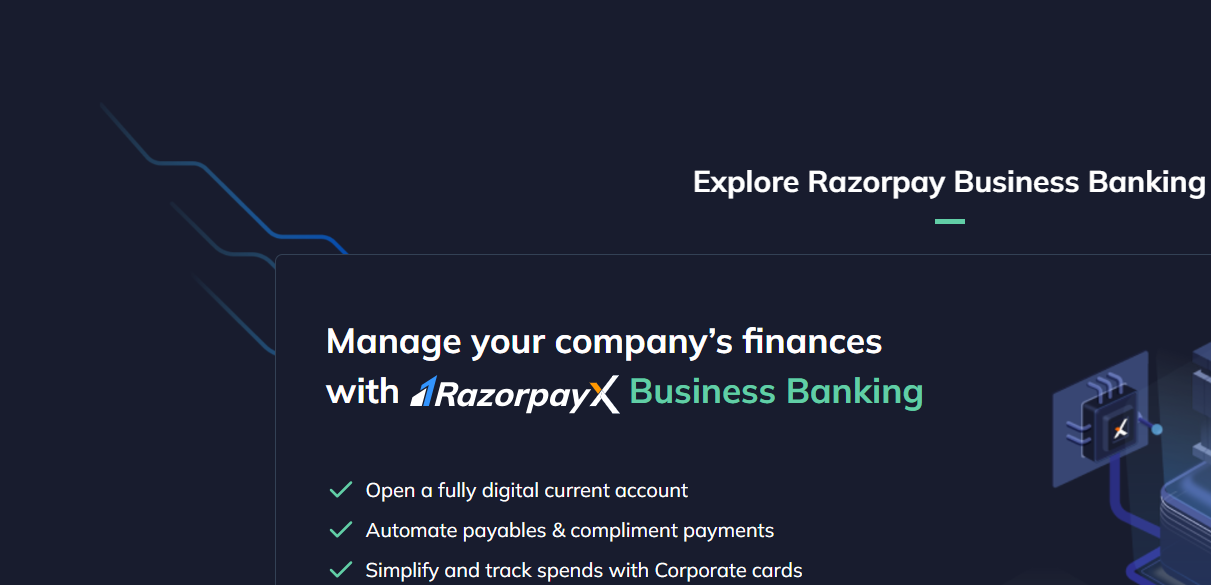 Explore Razorpay Business Banking
Manage your company’s finances
with RazorpayX Business Banking
Open a fully digital current account
Automate payables & compliment payments
Simplify and track spends with Corporate cards